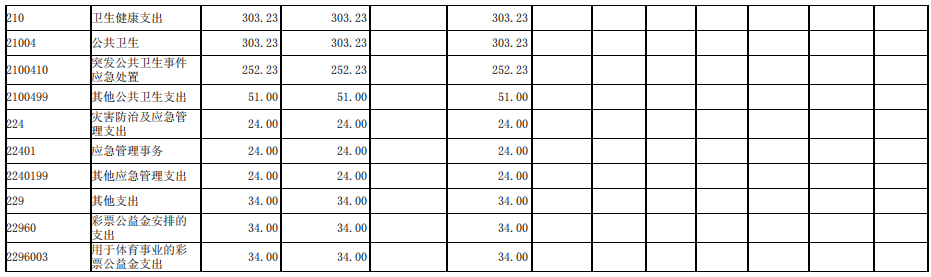 210 卫生健康支出 303.23 303.23 303.23
21004 公共卫生 303.23 303.23 303.23
2100410 突发公共卫生事件
应急处置 252.23 252.23 252.23
2100499 其他公共卫生支出 51.00 51.00 51.00
224 灾害防治及应急管
理支出 24.00 24.00 24.00
22401 应急管理事务 24.00 24.00 24.00
2240199 其他应急管理支出 24.00 24.00 24.00
229 其他支出 34.00 34.00 34.00
22960 彩票公益金安排的
支出 34.00 34.00 34.00
2296003 用于体育事业的彩
票公益金支出 34.00 34.00 34.00